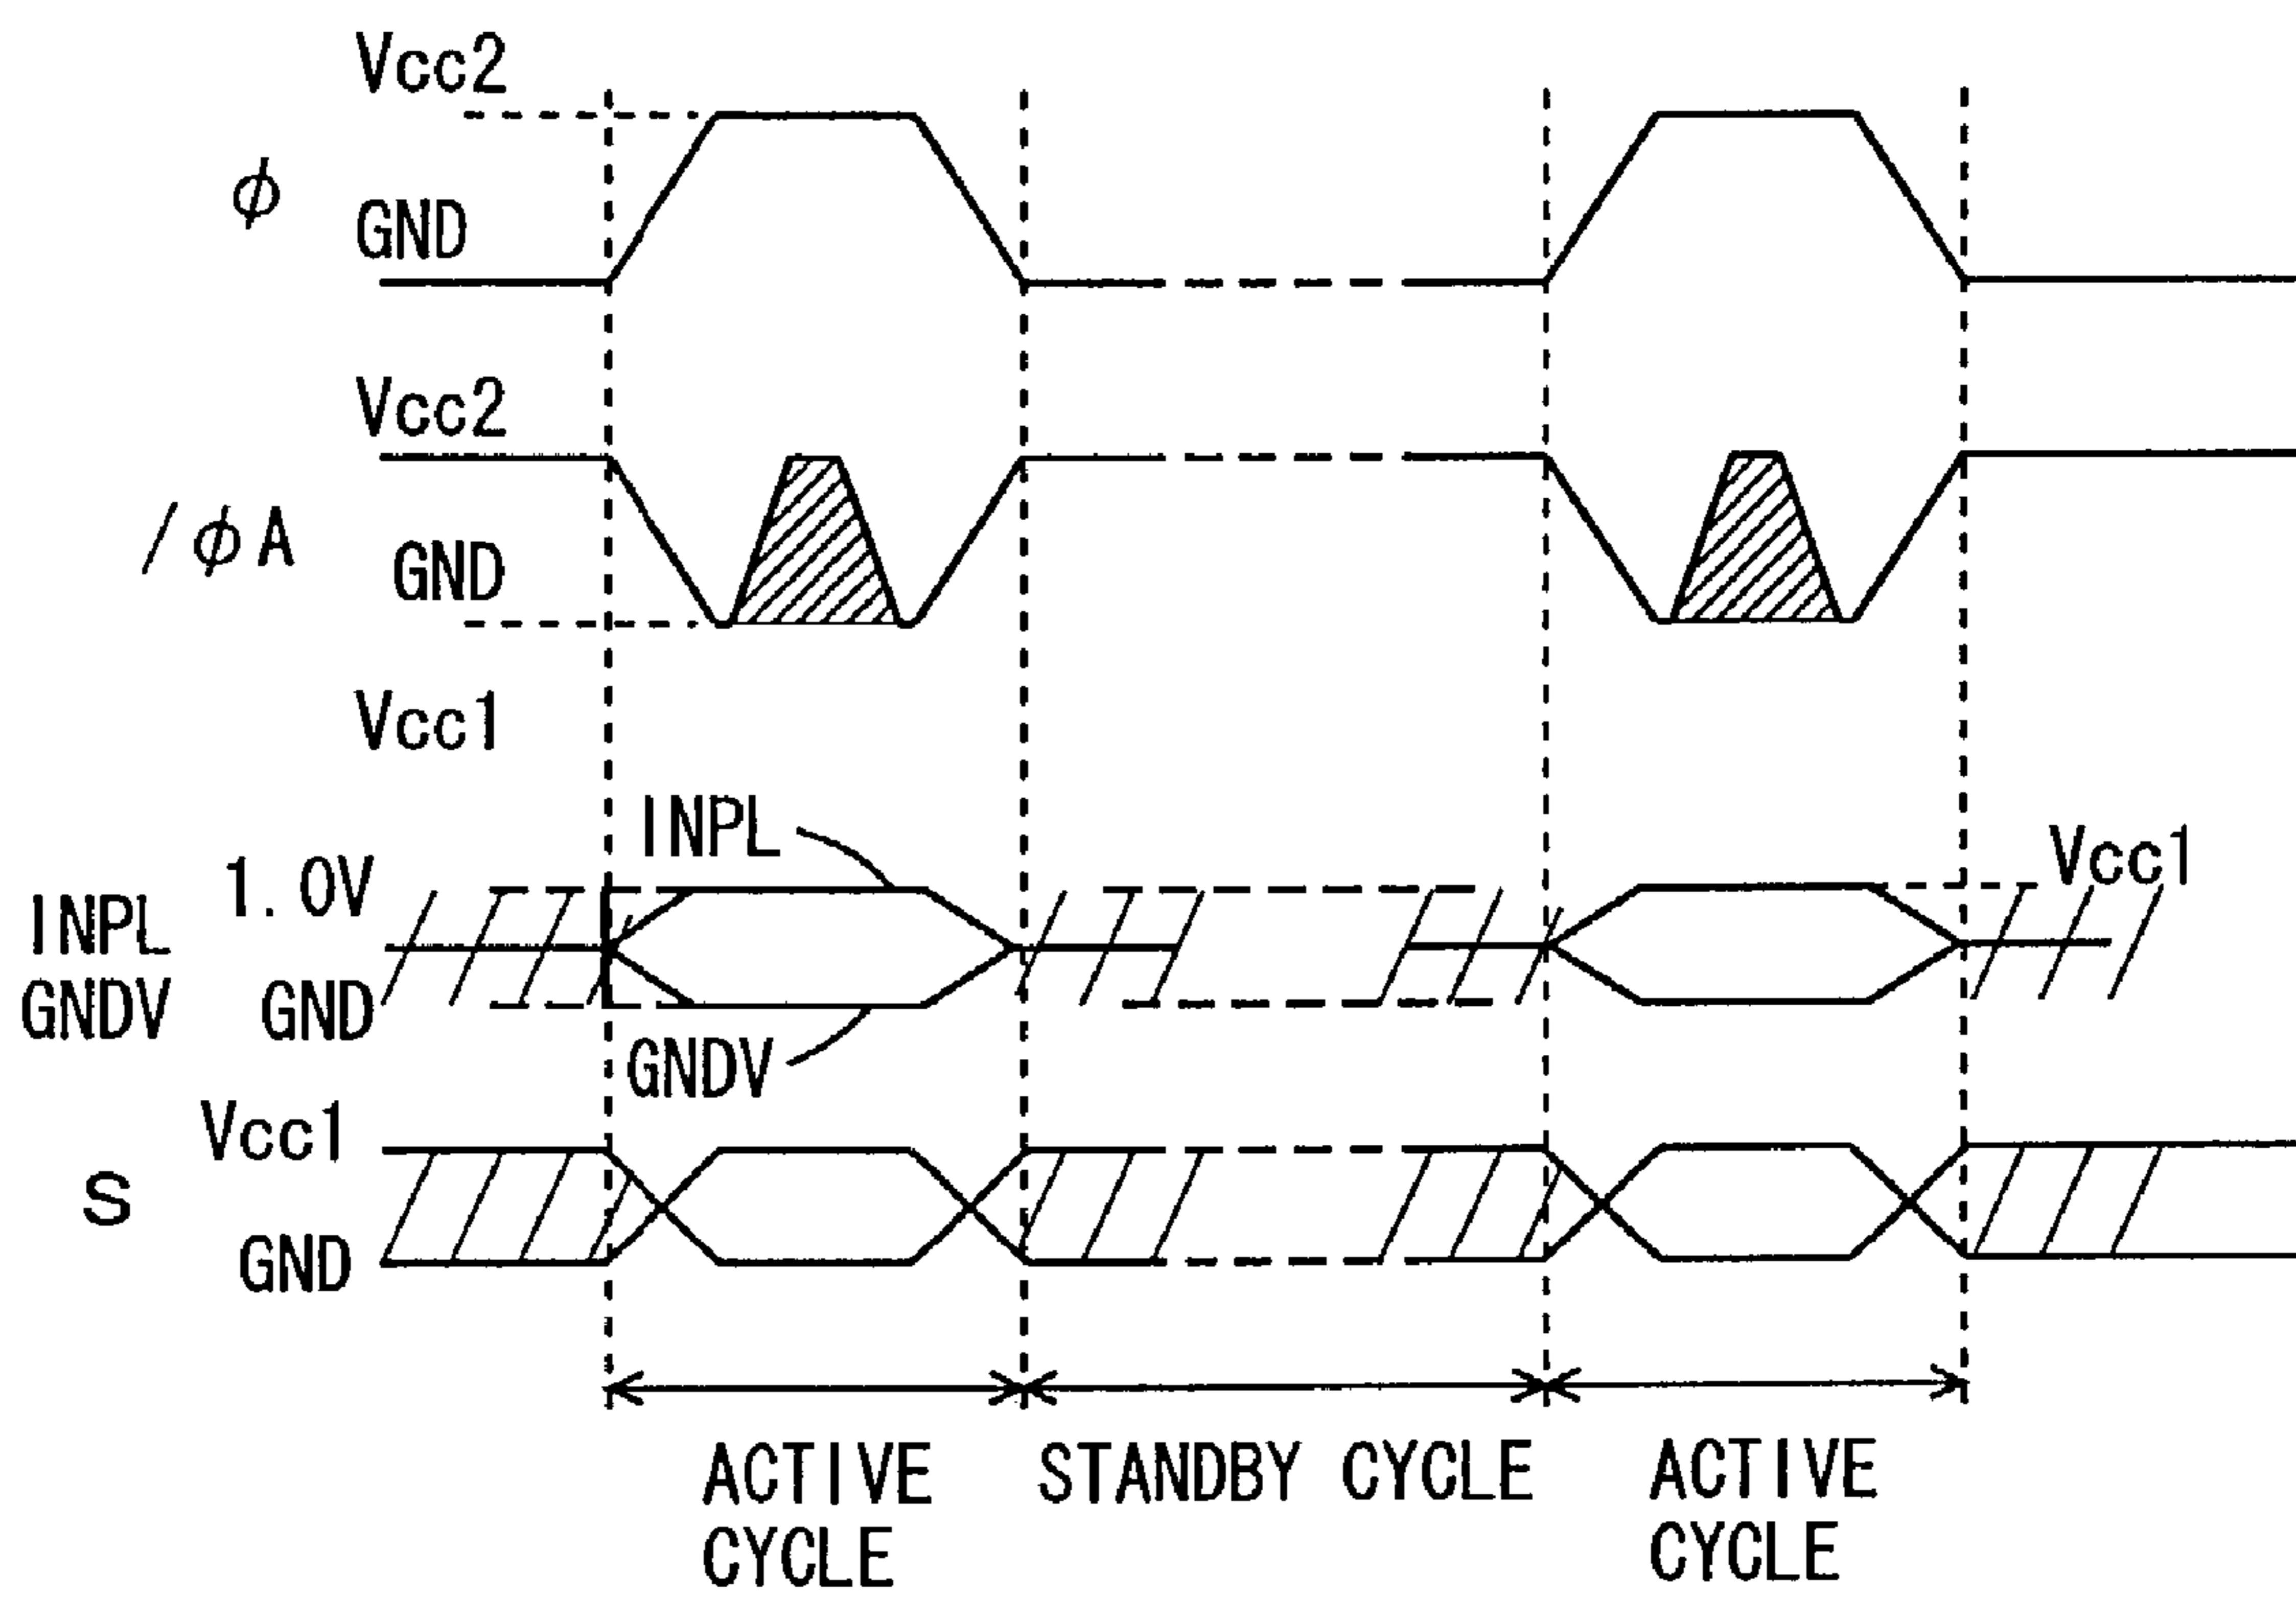 Vcc2
φ
GND
Vcc2
/φA
GND
Vcc1
INPL
Vcc1
1.0V
INPL
GNDV
GND
GNDV
Vcc1
S
GND
ACTIVE
CYCLE
STANDBY CYCLE
ACTIVE
CYCLE